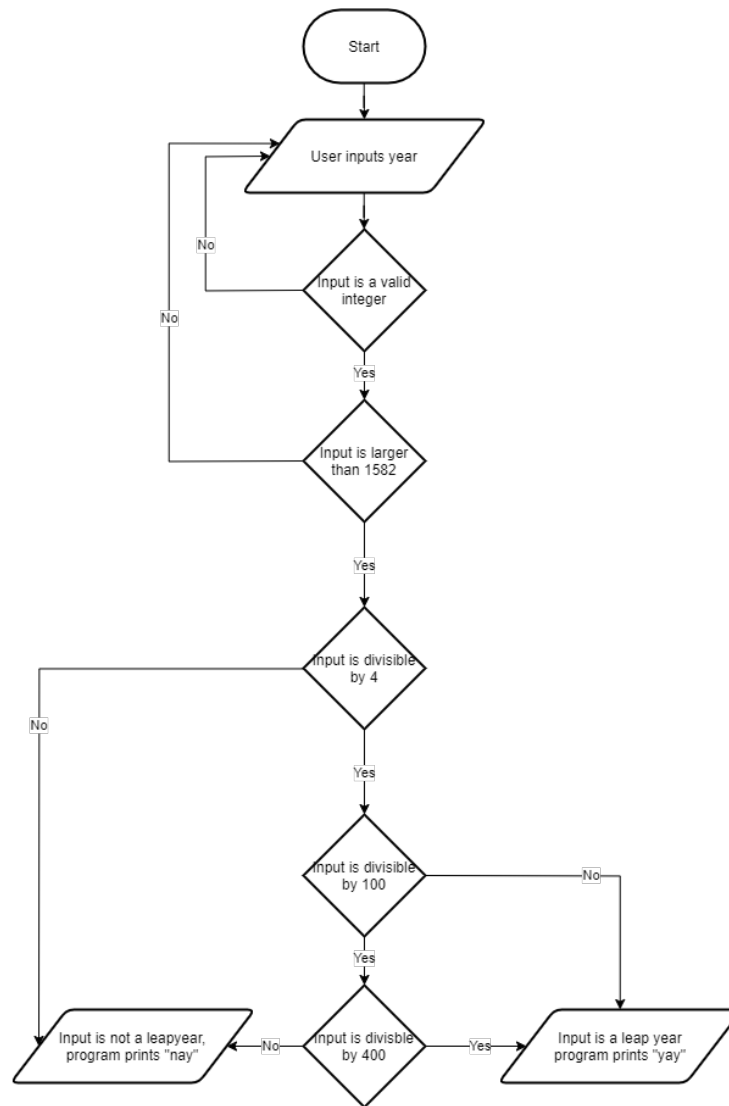 Start
User inputs year
No
Input is a valid
integer
No
Yes
Input is larger
than 1582
Yes
Input is divisible
by 4
No
Yes
Input is divisible
by 100
No
Yes
Input is not a leapyear,
program prints "nay"
No
Input is divisble
by 400
Yes
Input is a leap year
program prints "yay"